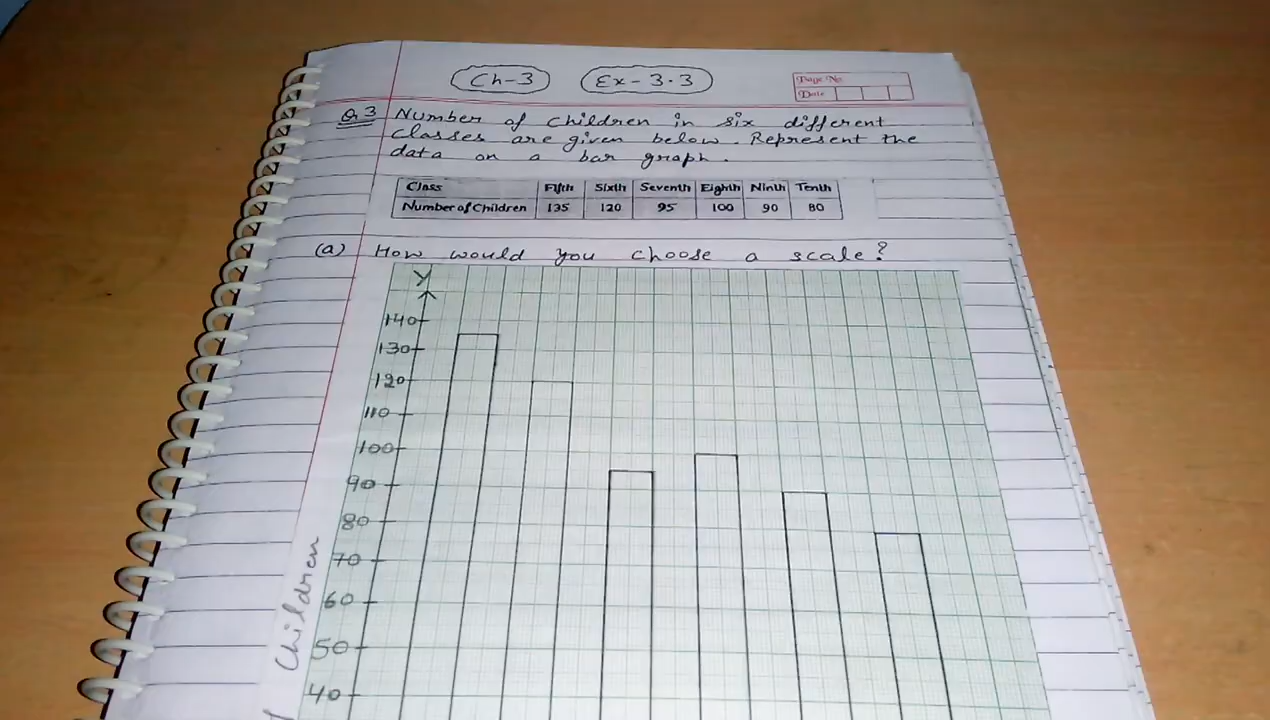 Ch-3 Ex-3.3
Page No.
Date
Q.3 Number of children in six different
classes are given below. Represent the
data on a bar graph.
Class Fifth Sixth Seventh Eighth Ninth Tenth
Number of Children 135 120 95 100 90 80
(a) How would you choose a scale?
Y
140
130
120
110
100
90
80
70
60
50
40
Children